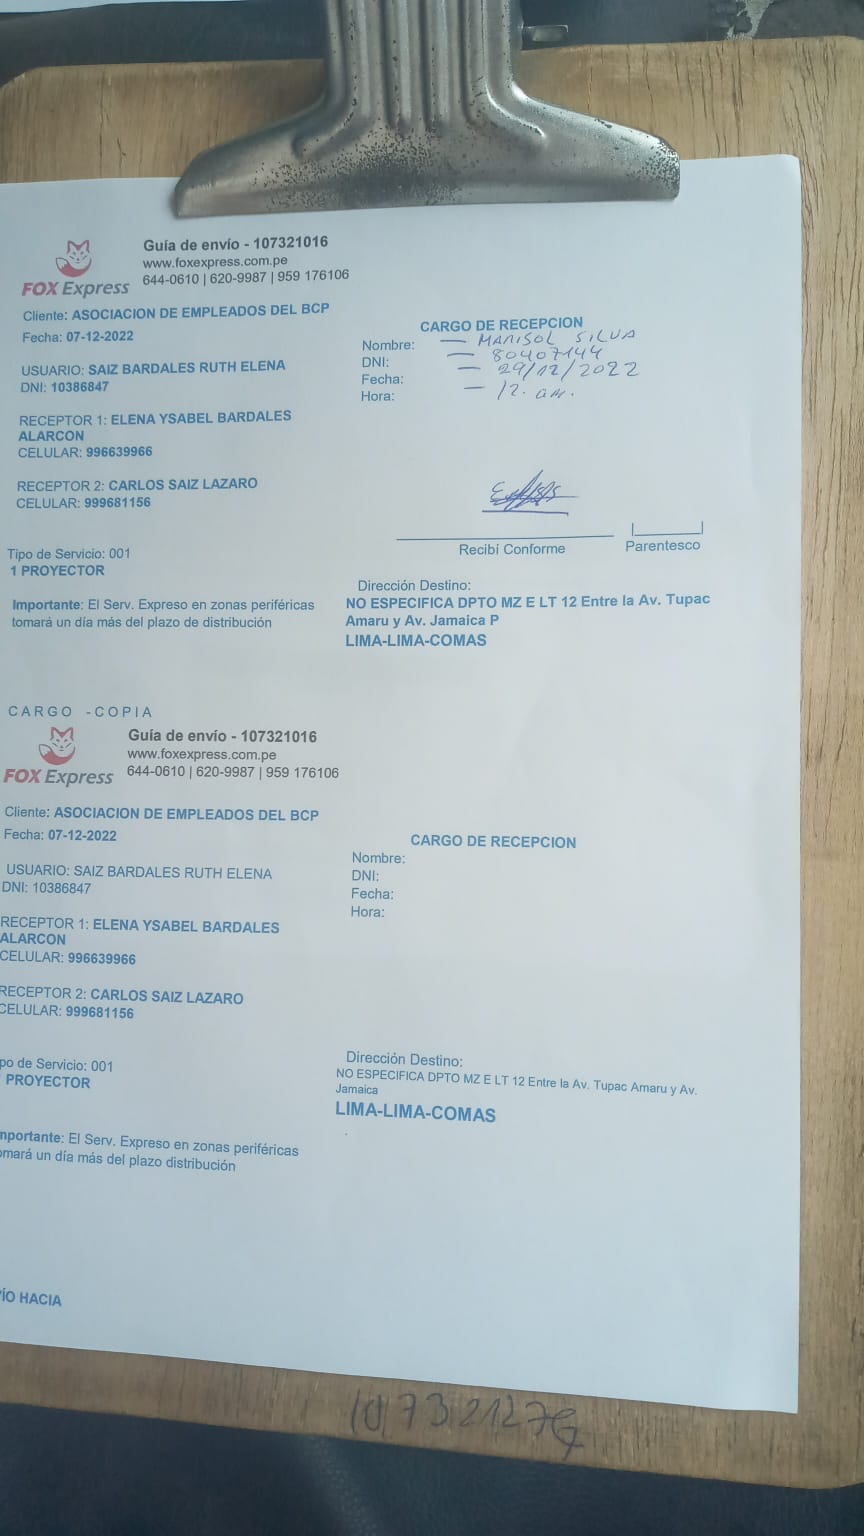 Guía de envío - 107321016
www.foxexpress.com.pe
644-0610 | 620-9987 | 959 176106
FOX Express
Cliente: ASOCIACION DE EMPLEADOS DEL BCP
Fecha: 07-12-2022
USUARIO: SAIZ BARDALES RUTH ELENA
DNI: 10386847
RECEPTOR 1: ELENA YSABEL BARDALES
ALARCON
CELULAR: 996639966
RECEPTOR 2: CARLOS SAIZ LAZARO
CELULAR: 999681156
CARGO DE RECEPCION
Nombre: — MARISOL SILVA
DNI: — 80407144
Fecha: — 29/12/2022
Hora: — 12. am.
Recibí Conforme
Parentesco
Tipo de Servicio: 001
1 PROYECTOR
Importante: El Serv. Expreso en zonas periféricas
tomará un día más del plazo de distribución
Dirección Destino:
NO ESPECIFICA DPTO MZ E LT 12 Entre la Av. Tupac
Amaru y Av. Jamaica P
LIMA-LIMA-COMAS
CARGO -COPIA
Guía de envío - 107321016
www.foxexpress.com.pe
644-0610 | 620-9987 | 959 176106
FOX Express
Cliente: ASOCIACION DE EMPLEADOS DEL BCP
Fecha: 07-12-2022
USUARIO: SAIZ BARDALES RUTH ELENA
DNI: 10386847
RECEPTOR 1: ELENA YSABEL BARDALES
ALARCON
CELULAR: 996639966
RECEPTOR 2: CARLOS SAIZ LAZARO
CELULAR: 999681156
CARGO DE RECEPCION
Nombre:
DNI:
Fecha:
Hora:
po de Servicio: 001
PROYECTOR
mportante: El Serv. Expreso en zonas periféricas
omará un día más del plazo distribución
Dirección Destino:
NO ESPECIFICA DPTO MZ E LT 12 Entre la Av. Tupac Amaru y Av.
Jamaica
LIMA-LIMA-COMAS
ÍO HACIA